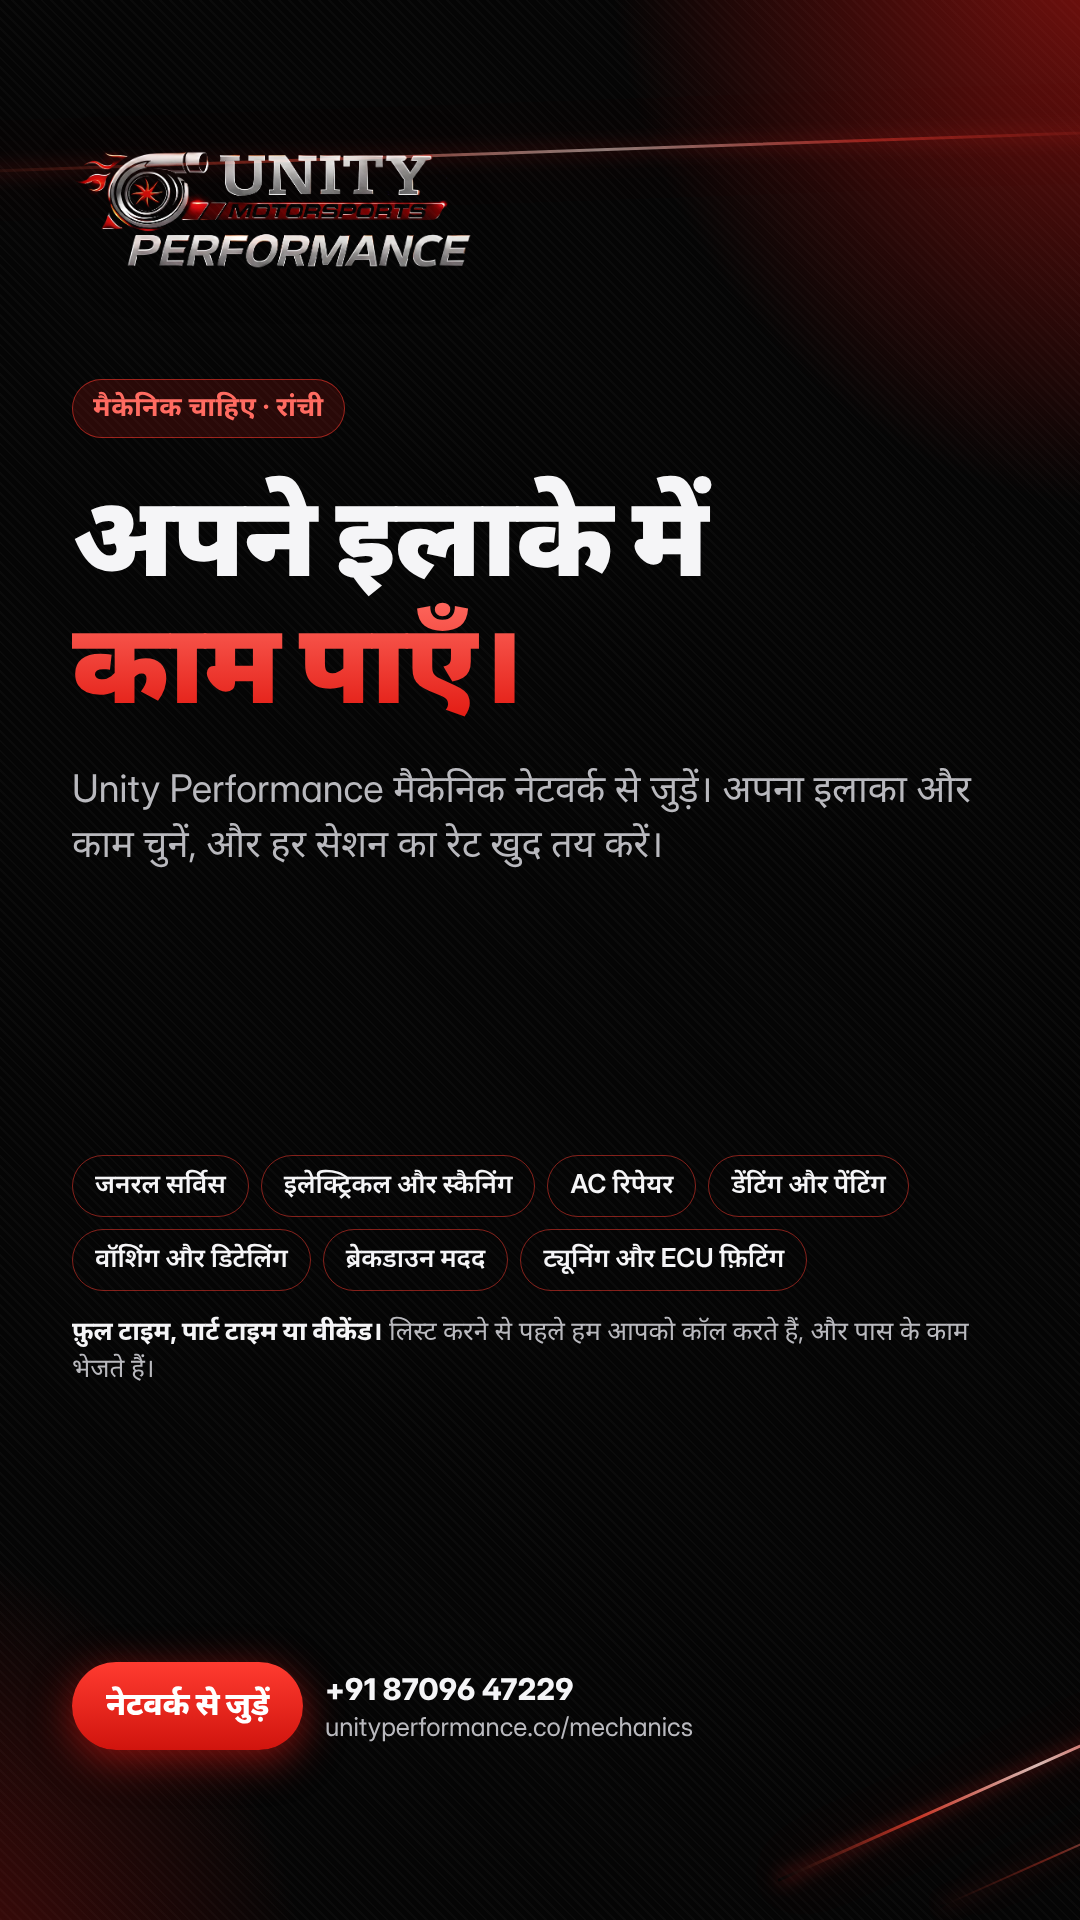 UNITY
MOTORSPORTS
PERFORMANCE
मैकेनिक चाहिए · रांची
अपने इलाके में
काम पाएँ।
Unity Performance मैकेनिक नेटवर्क से जुड़ें। अपना इलाका और
काम चुनें, और हर सेशन का रेट खुद तय करें।
जनरल सर्विस
इलेक्ट्रिकल और स्कैनिंग
AC रिपेयर
डेंटिंग और पेंटिंग
वॉशिंग और डिटेलिंग
ब्रेकडाउन मदद
ट्यूनिंग और ECU फ़िटिंग
फ़ुल टाइम, पार्ट टाइम या वीकेंड। लिस्ट करने से पहले हम आपको कॉल करते हैं, और पास के काम
भेजते हैं।
नेटवर्क से जुड़ें
+91 87096 47229
unityperformance.co/mechanics